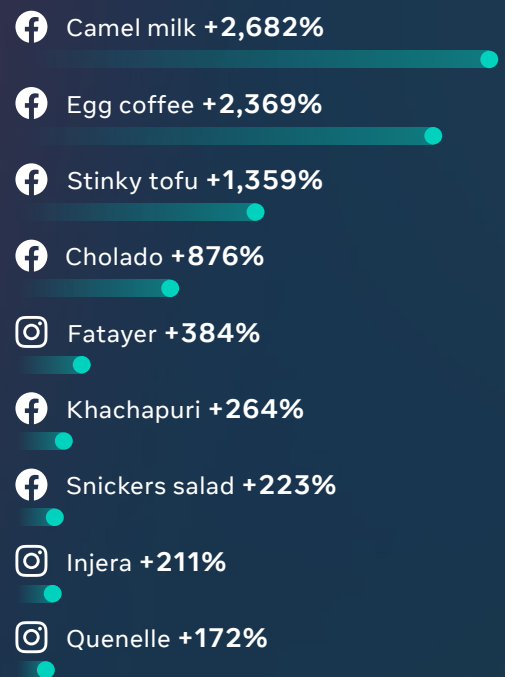 Camel milk +2,682%
Egg coffee +2,369%
Stinky tofu +1,359%
Cholado +876%
Fatayer +384%
Khachapuri +264%
Snickers salad +223%
Injera +211%
Quenelle +172%